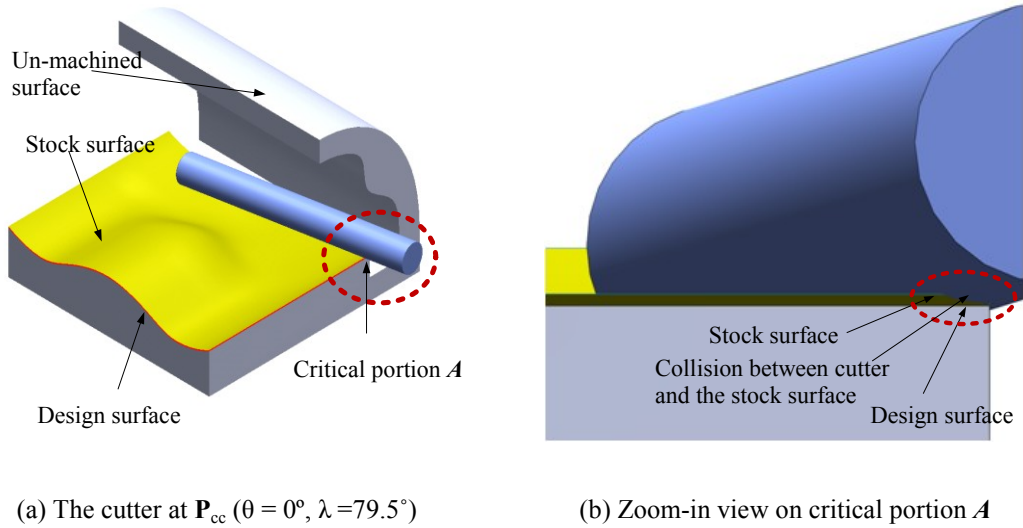 Un-machined
surface
Stock surface
Critical portion A
Design surface
Stock surface
Collision between cutter
and the stock surface
Design surface
(a) The cutter at Pcc (θ = 0º, λ =79.5˚)
(b) Zoom-in view on critical portion A